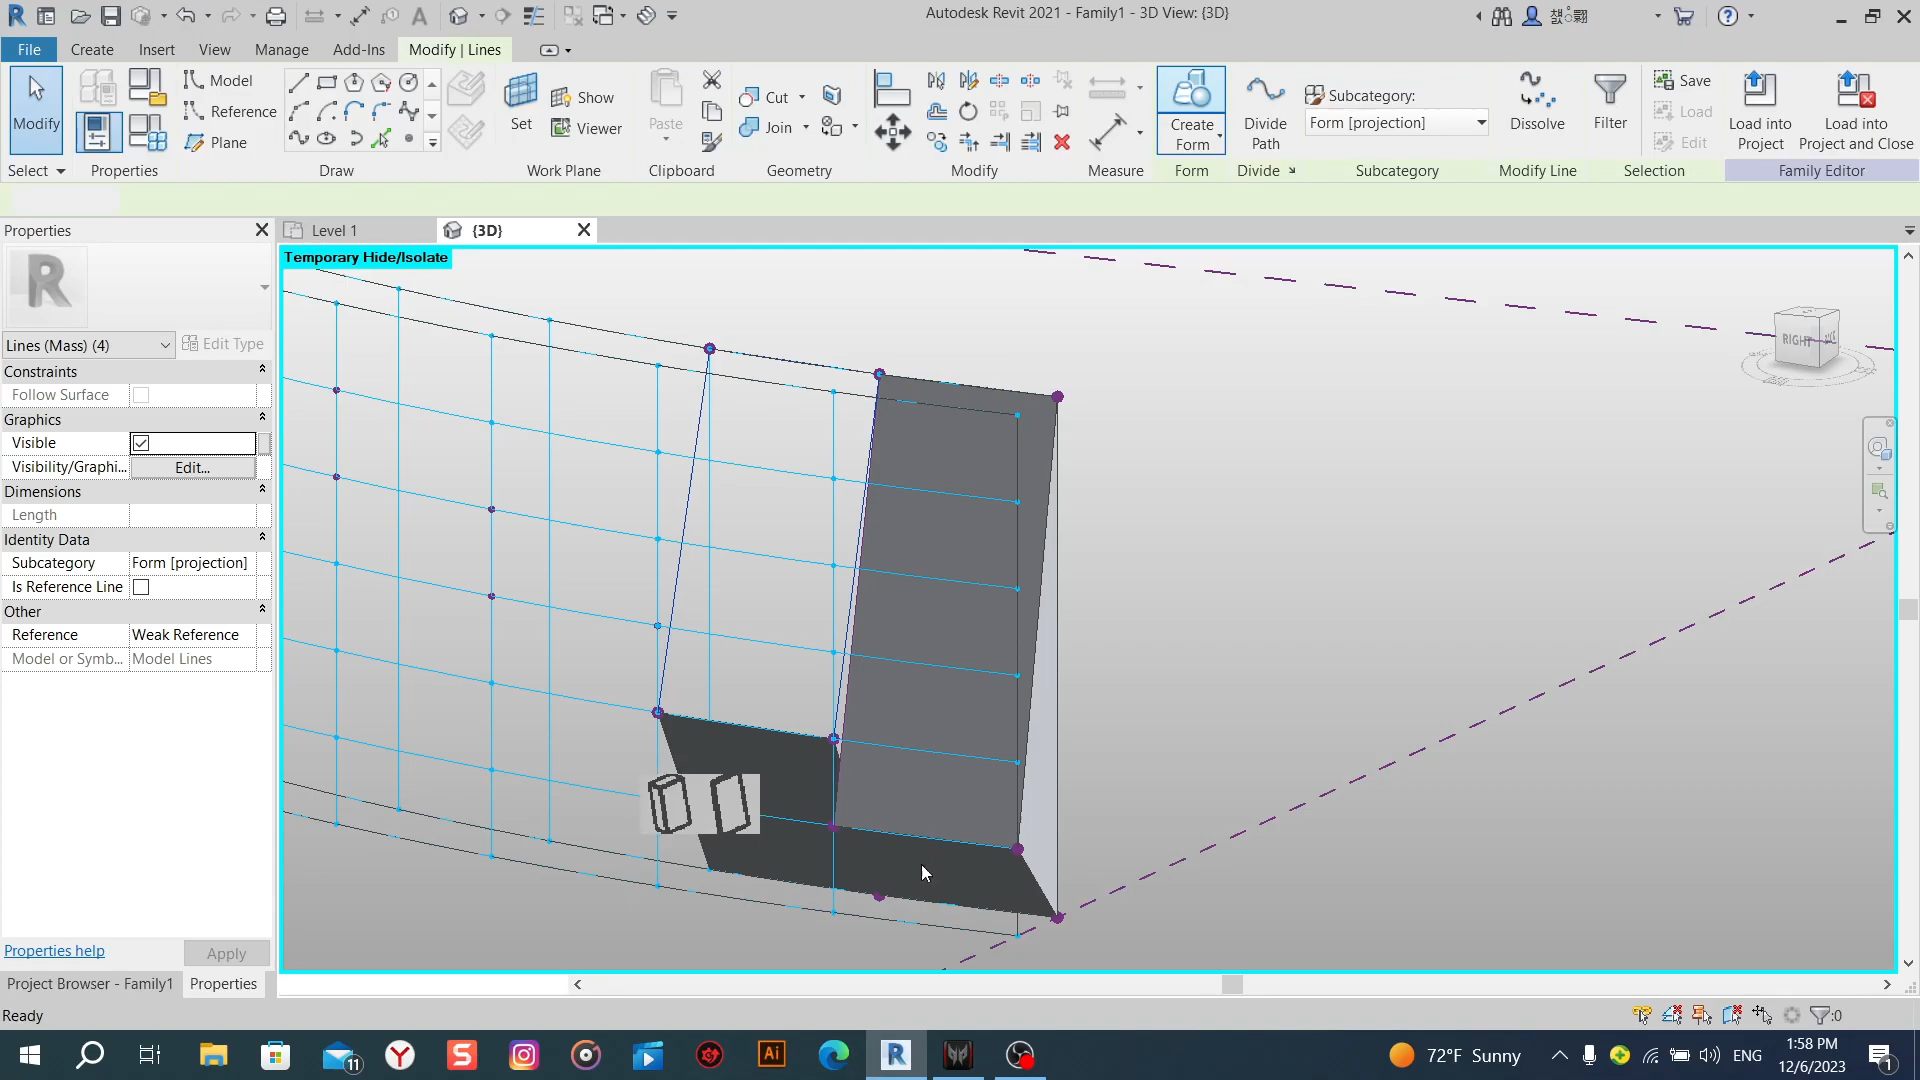 Autodesk Revit 2021 - Family1 - 3D View: {3D}
File
Create
Insert
View
Manage
Add-Ins
Modify | Lines
Modify
Select
Properties
Model
Reference
Plane
Draw
Set
Show
Viewer
Work Plane
Paste
Clipboard
Cut
Join
Geometry
Modify
Measure
Create
Form
Form
Divide
Path
Divide
Subcategory:
Form [projection]
Subcategory
Dissolve
Modify Line
Filter
Save
Load
Edit
Selection
Load into
Project
Load into
Project and Close
Family Editor
Properties
Level 1
{3D}
Temporary Hide/Isolate
R
Lines (Mass) (4)
Edit Type
Constraints
Follow Surface
Graphics
Visible
Visibility/Graphi...
Edit...
Dimensions
Length
Identity Data
Subcategory
Form [projection]
Is Reference Line
Other
Reference
Weak Reference
Model or Symb...
Model Lines
Properties help
Apply
Project Browser - Family1
Properties
RIGHT
Ready
:0
11
Ai
R
72°F Sunny
ENG
1:58 PM
12/6/2023
1